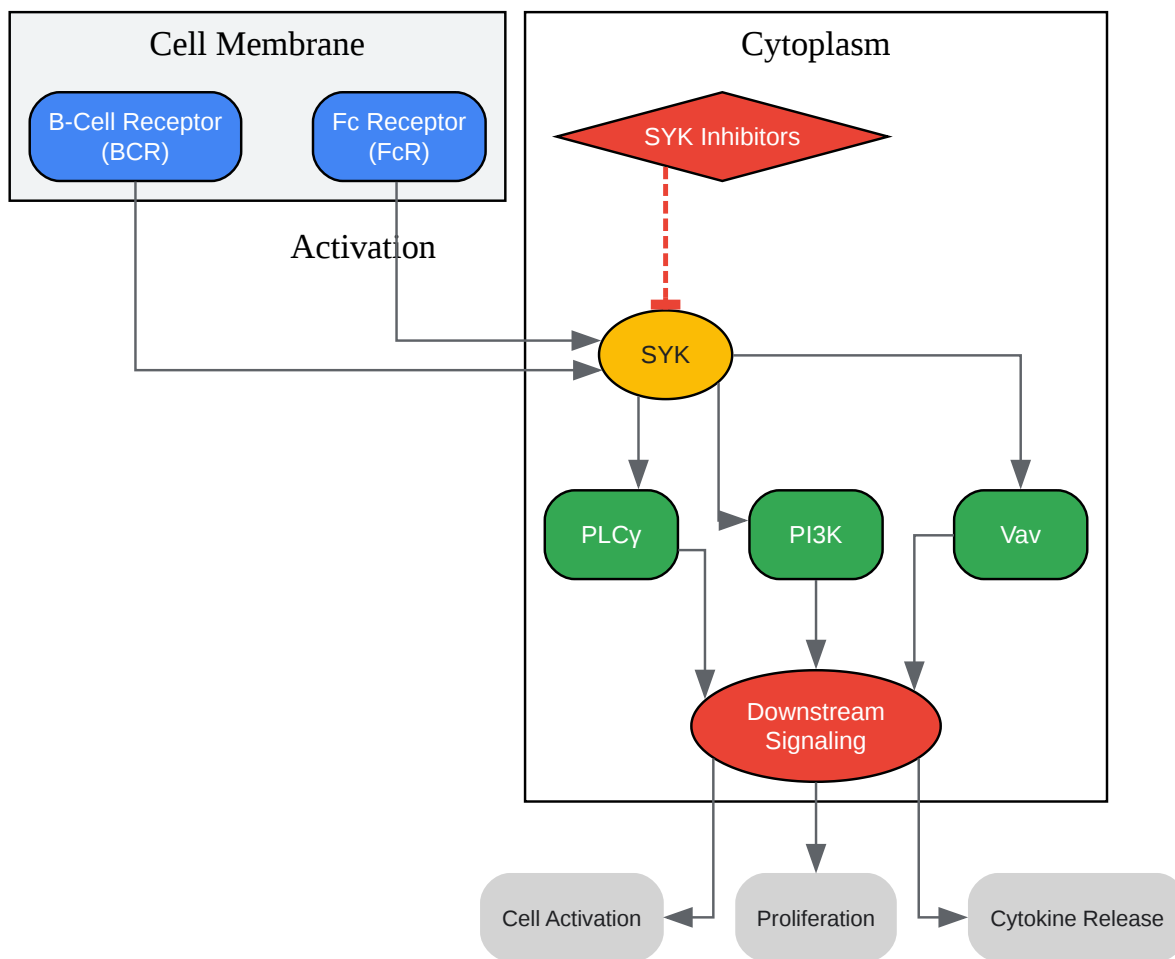 Cell Membrane
Cytoplasm
B-Cell Receptor
(BCR)
Fc Receptor
(FcR)
SYK Inhibitors
Activation
SYK
PLCγ
PI3K
Vav
Downstream
Signaling
Cell Activation
Proliferation
Cytokine Release